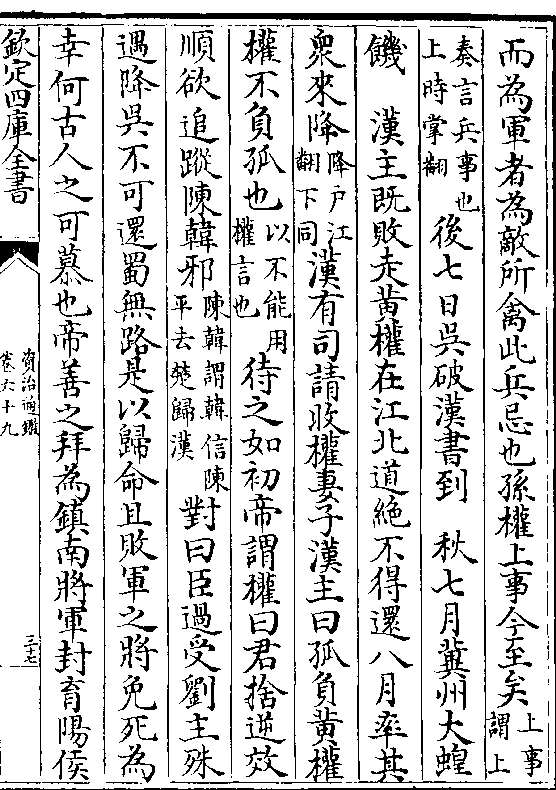 而為軍者為敵所禽此兵忌也孫權上事今至矣上事謂上
奏言兵事也上時掌翻後七日吳破漢書到　秋七月冀州大蝗
饑　漢主既敗走黃權在江北道絶不得還八月率其
衆來降降户江翻下同漢有司請收權妻子漢主曰孤負黃權
權不負孤也以不能用權言也待之如初帝謂權曰君捨逆效
順欲追蹤陳韓邪陳韓謂韓信陳平去楚歸漢對曰臣過受劉主殊
遇降吳不可還蜀無路是以歸命且敗軍之將免死為
幸何古人之可慕也帝善之拜為鎮南將軍封育陽侯
欽定四庫全書
資治通鑑
卷六十九
三十七